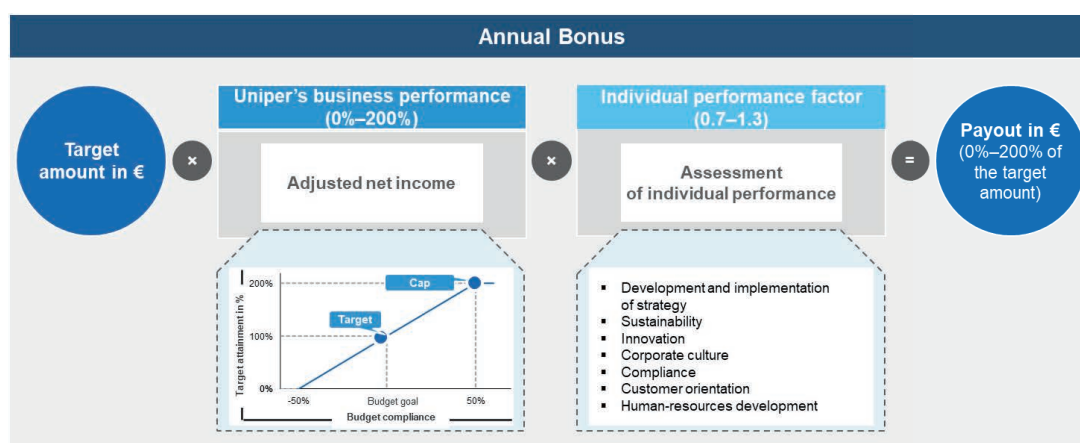 Annual Bonus
Target
amount in €
×
Uniper's business performance
(0%–200%)
Adjusted net income
×
Individual performance factor
(0.7–1.3)
Assessment
of individual performance
=
Payout in €
(0%–200% of
the target
amount)
Target attainment in %
200%
100%
0%
Cap
Target
-50%
Budget goal
50%
Budget compliance
▪ Development and implementation
of strategy
▪ Sustainability
▪ Innovation
▪ Corporate culture
▪ Compliance
▪ Customer orientation
▪ Human-resources development